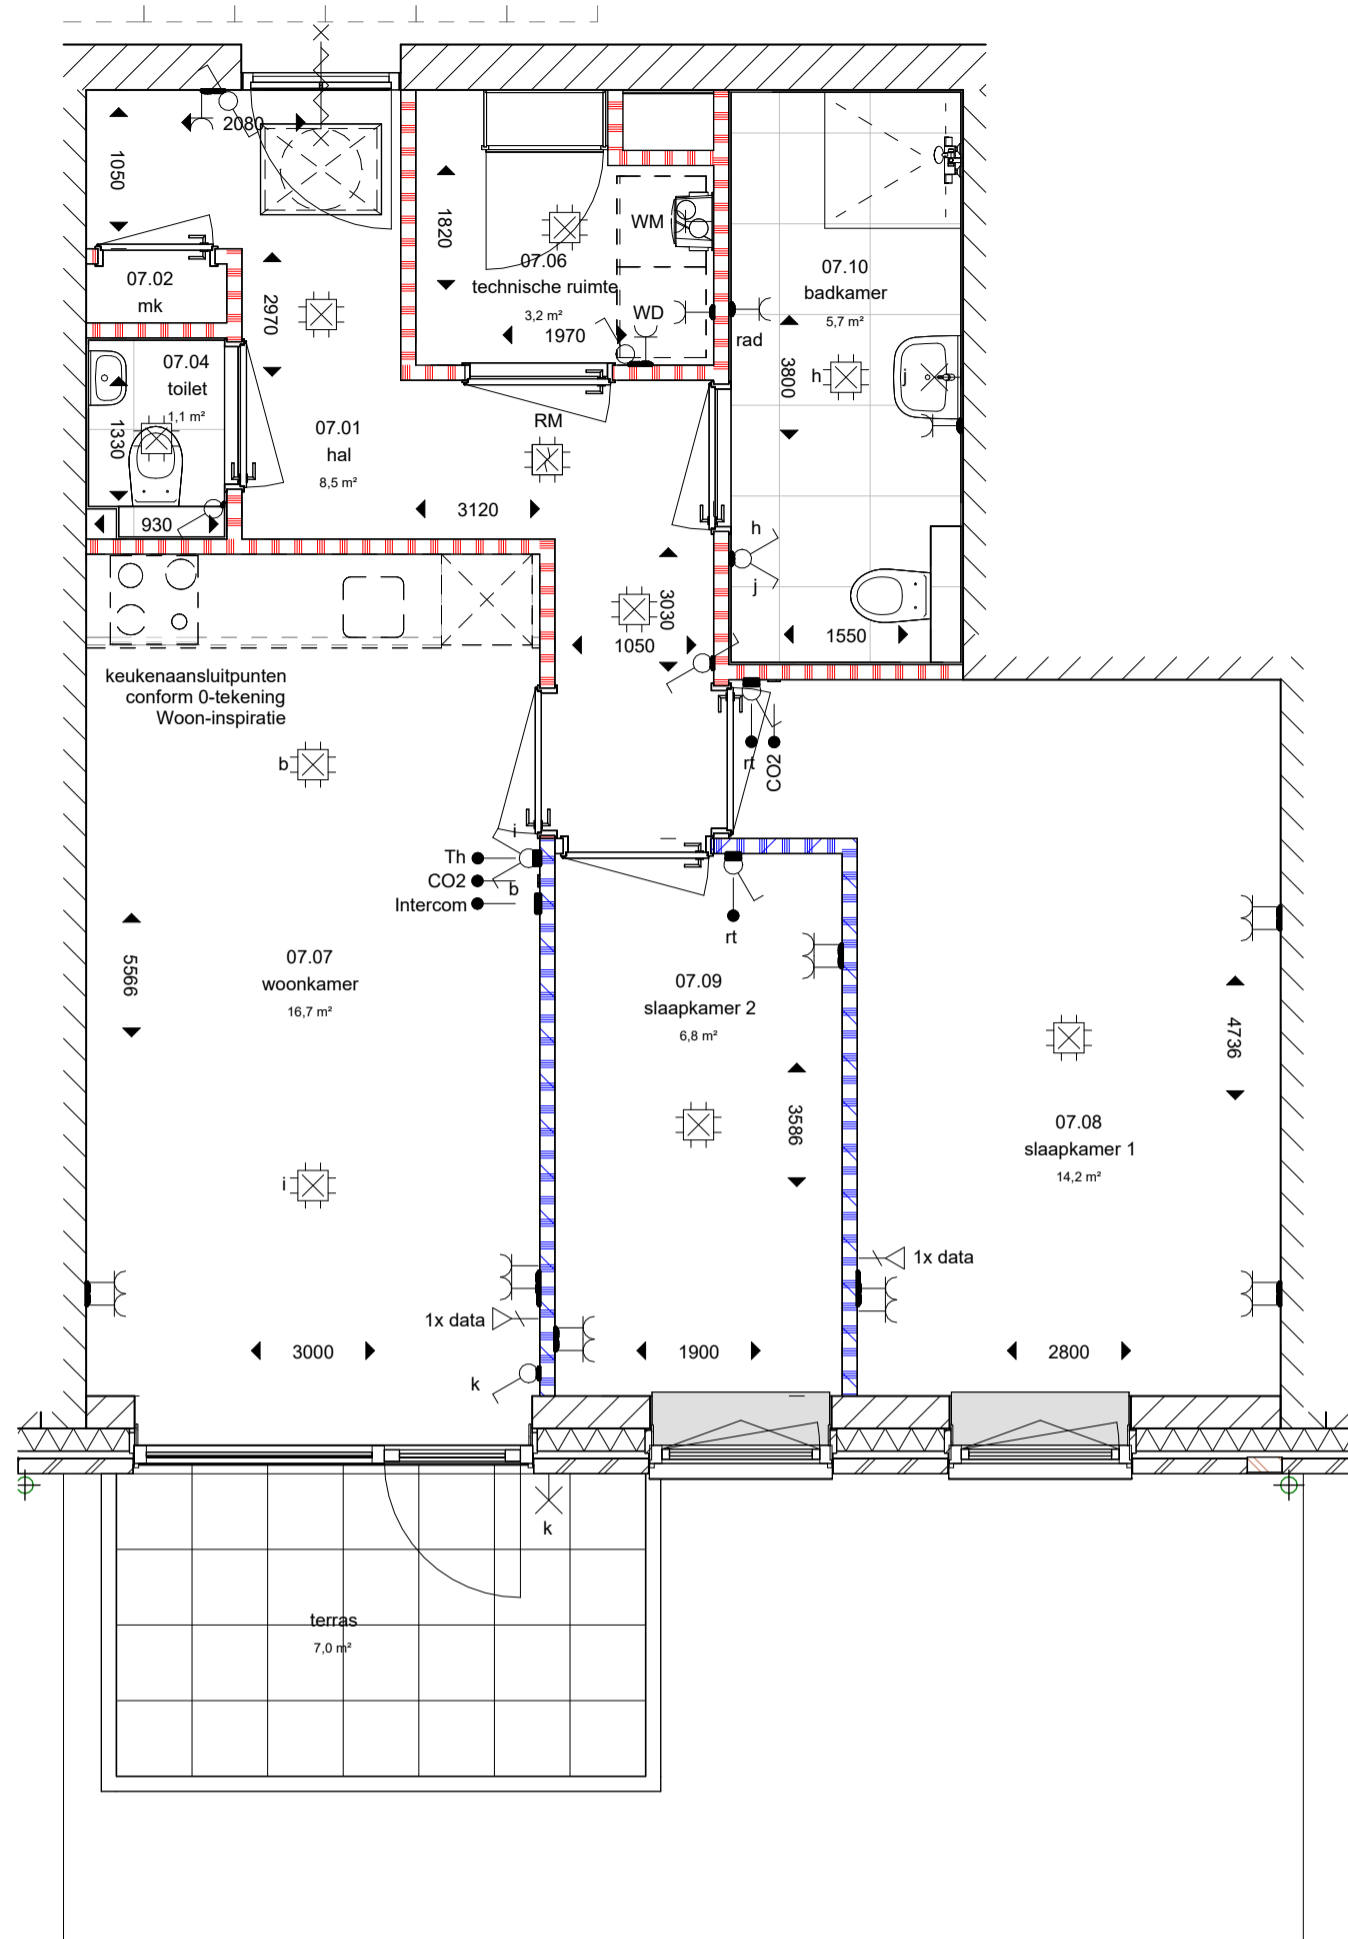 2080
1050
1820
WM
07.06
technische ruimte
3,2 m²
1970
WD
07.10
badkamer
5,7 m²
rad
3800
h
j
07.02
mk
2970
07.04
toilet
1,1 m²
1330
930
07.01
hal
8,5 m²
RM
3120
h
j
3030
1050
1550
keukenaansluitpunten
conform 0-tekening
Woon-inspiratie
b
rt
CO2
i
Th
CO2
b
Intercom
rt
5566
07.07
woonkamer
16,7 m²
07.09
slaapkamer 2
6,8 m²
4736
3586
07.08
slaapkamer 1
14,2 m²
i
1x data
1x data
3000
1900
2800
k
k
terras
7,0 m²